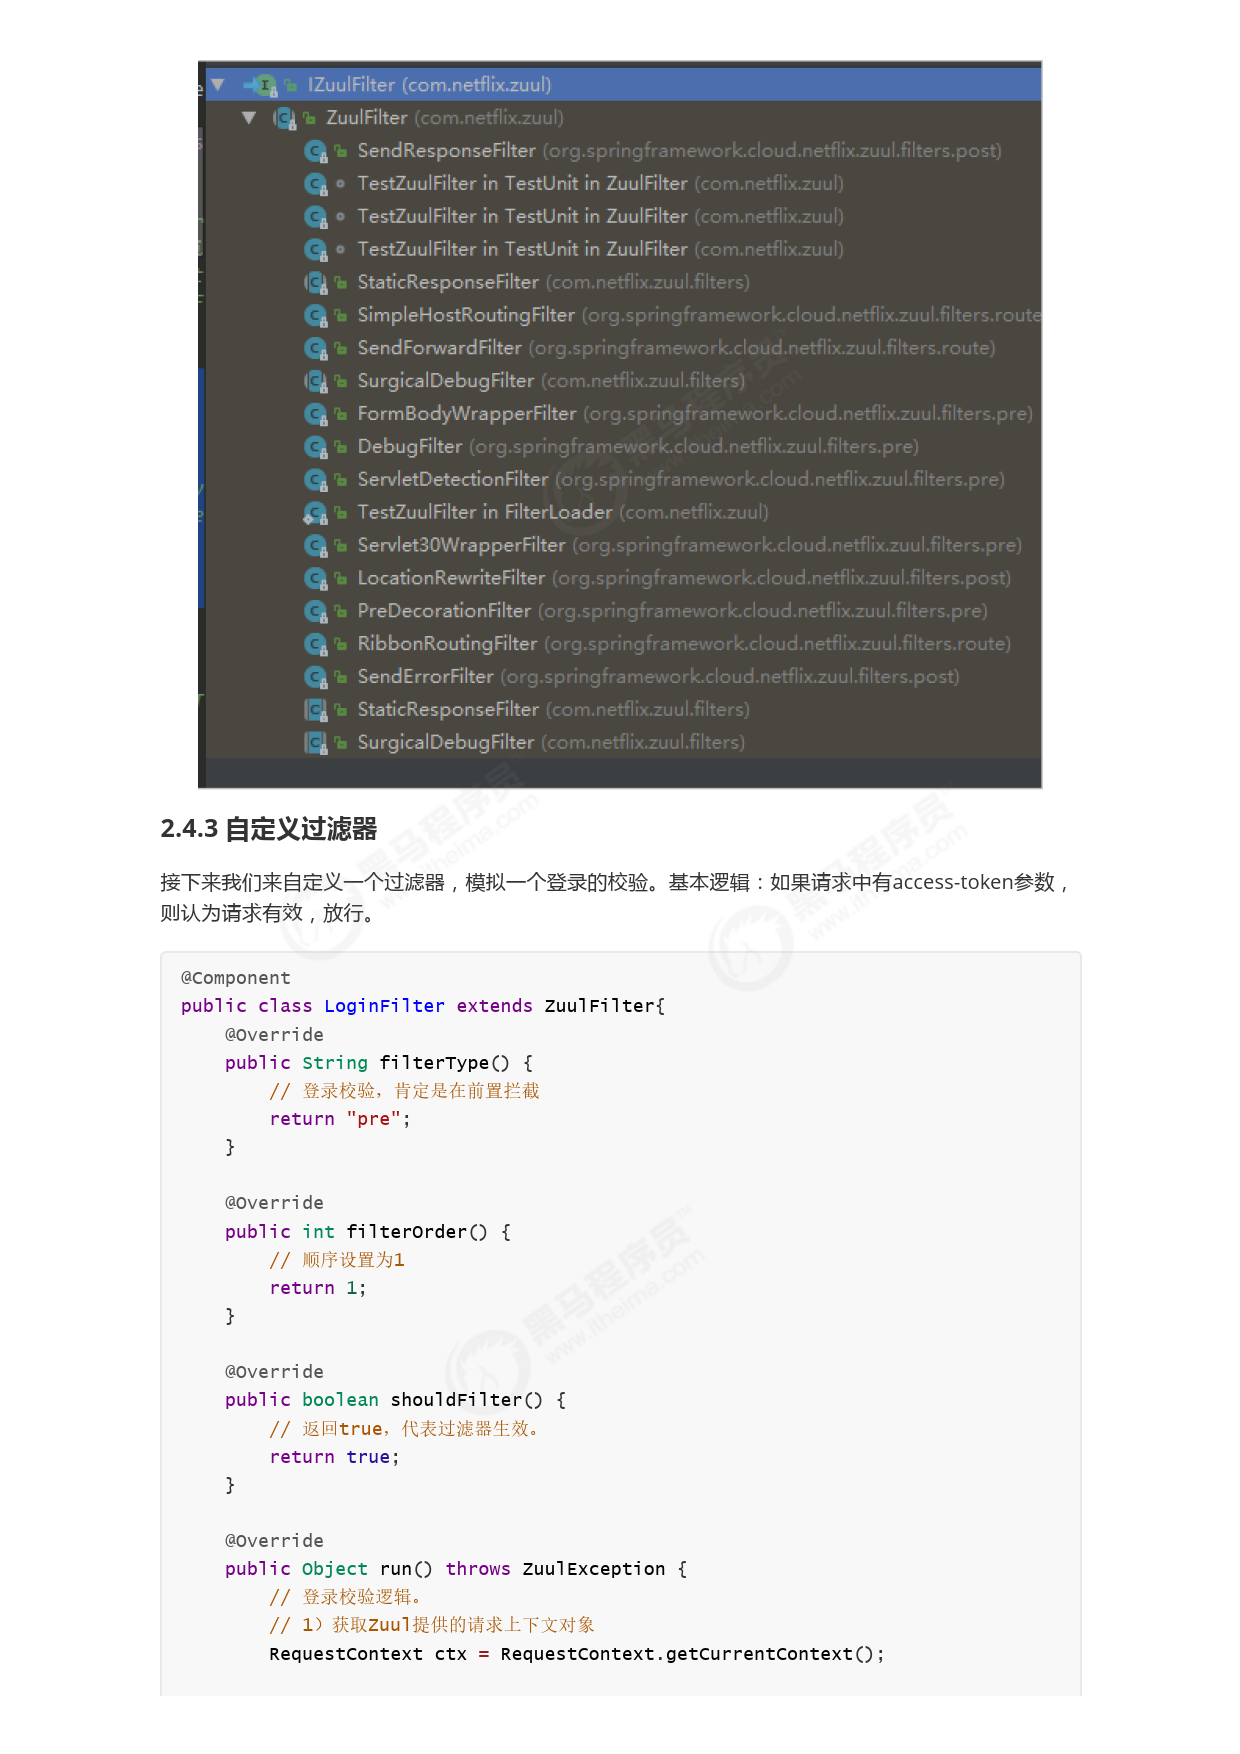 IZuulFilter (com.netflix.zuul)
ZuulFilter (com.netflix.zuul)
SendResponseFilter (org.springframework.cloud.netflix.zuul.filters.post)
TestZuulFilter in TestUnit in ZuulFilter (com.netflix.zuul)
TestZuulFilter in TestUnit in ZuulFilter (com.netflix.zuul)
TestZuulFilter in TestUnit in ZuulFilter (com.netflix.zuul)
StaticResponseFilter (com.netflix.zuul.filters)
SimpleHostRoutingFilter (org.springframework.cloud.netflix.zuul.filters.route
SendForwardFilter (org.springframework.cloud.netflix.zuul.filters.route)
SurgicalDebugFilter (com.netflix.zuul.filters)
FormBodyWrapperFilter (org.springframework.cloud.netflix.zuul.filters.pre)
DebugFilter (org.springframework.cloud.netflix.zuul.filters.pre)
ServletDetectionFilter (org.springframework.cloud.netflix.zuul.filters.pre)
TestZuulFilter in FilterLoader (com.netflix.zuul)
Servlet30WrapperFilter (org.springframework.cloud.netflix.zuul.filters.pre)
LocationRewriteFilter (org.springframework.cloud.netflix.zuul.filters.post)
PreDecorationFilter (org.springframework.cloud.netflix.zuul.filters.pre)
RibbonRoutingFilter (org.springframework.cloud.netflix.zuul.filters.route)
SendErrorFilter (org.springframework.cloud.netflix.zuul.filters.post)
StaticResponseFilter (com.netflix.zuul.filters)
SurgicalDebugFilter (com.netflix.zuul.filters)
2.4.3 自定义过滤器
接下来我们来自定义一个过滤器，模拟一个登录的校验。基本逻辑：如果请求中有access-token参数，
则认为请求有效，放行。
@Component
public class LoginFilter extends ZuulFilter{
    @Override
    public String filterType() {
        // 登录校验，肯定是在前置拦截
        return "pre";
    }
    @Override
    public int filterOrder() {
        // 顺序设置为1
        return 1;
    }
    @Override
    public boolean shouldFilter() {
        // 返回true，代表过滤器生效。
        return true;
    }
    @Override
    public Object run() throws ZuulException {
        // 登录校验逻辑。
        // 1）获取Zuul提供的请求上下文对象
        RequestContext ctx = RequestContext.getCurrentContext();
黑马程序员™
www.itheima.com